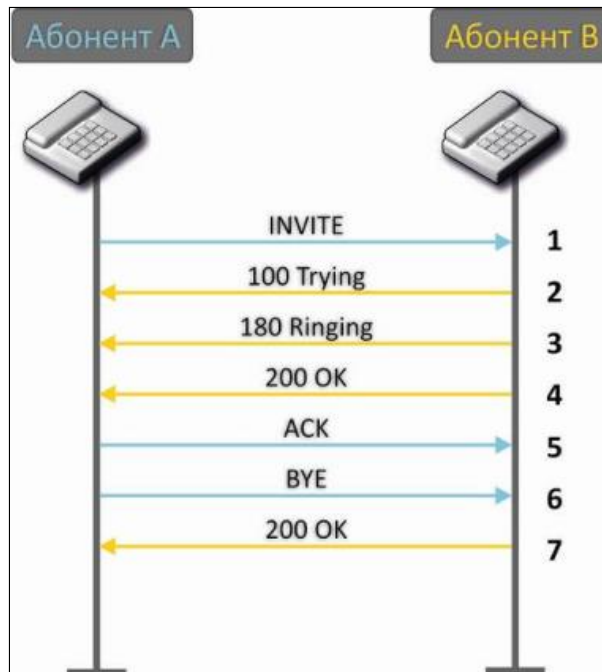 Абонент А Абонент В
INVITE 1
100 Trying 2
180 Ringing 3
200 OK 4
ACK 5
BYE 6
200 OK 7